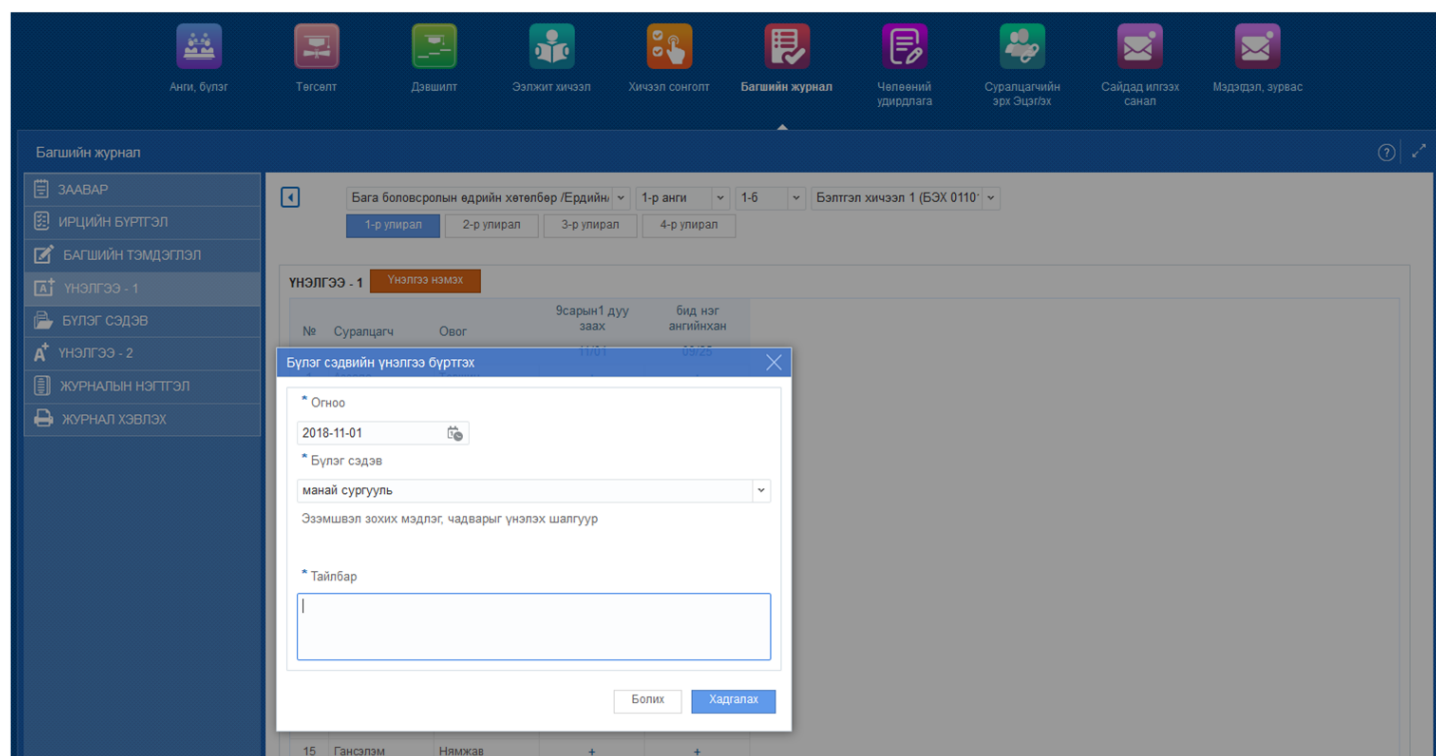 Анги, бүлэг
Төгсөлт
Дэвшилт
Ээлжит хичээл
Хичээл сонголт
Багшийн журнал
Чөлөөний
удирдлага
Суралцагчийн
эрх Эцэг/эх
Сайдад илгээх
санал
Мэдэгдэл, зурвас
Багшийн журнал
ЗААВАР
ИРЦИЙН БҮРТГЭЛ
БАГШИЙН ТЭМДЭГЛЭЛ
ҮНЭЛГЭЭ - 1
БҮЛЭГ СЭДЭВ
ҮНЭЛГЭЭ - 2
ЖУРНАЛЫН НЭГТГЭЛ
ЖУРНАЛ ХЭВЛЭХ
Бага боловсролын өдрийн хөтөлбөр /Ердийн/ 1-р анги 1-б Бэлтгэл хичээл 1 (БЭХ 0110
1-р улирал 2-р улирал 3-р улирал 4-р улирал
ҮНЭЛГЭЭ - 1 Үнэлгээ нэмэх
№ Суралцагч Овог 9сарын1 дуу
заах
бид нэг
ангийнхан
11/01 09/25
Бүлэг сэдвийн үнэлгээ бүртгэх
* Огноо
2018-11-01
* Бүлэг сэдэв
манай сургууль
Эзэмшвэл зохих мэдлэг, чадварыг үнэлэх шалгуур
* Тайлбар
Болих Хадгалах
15 Гансэлэм Нямжав + +